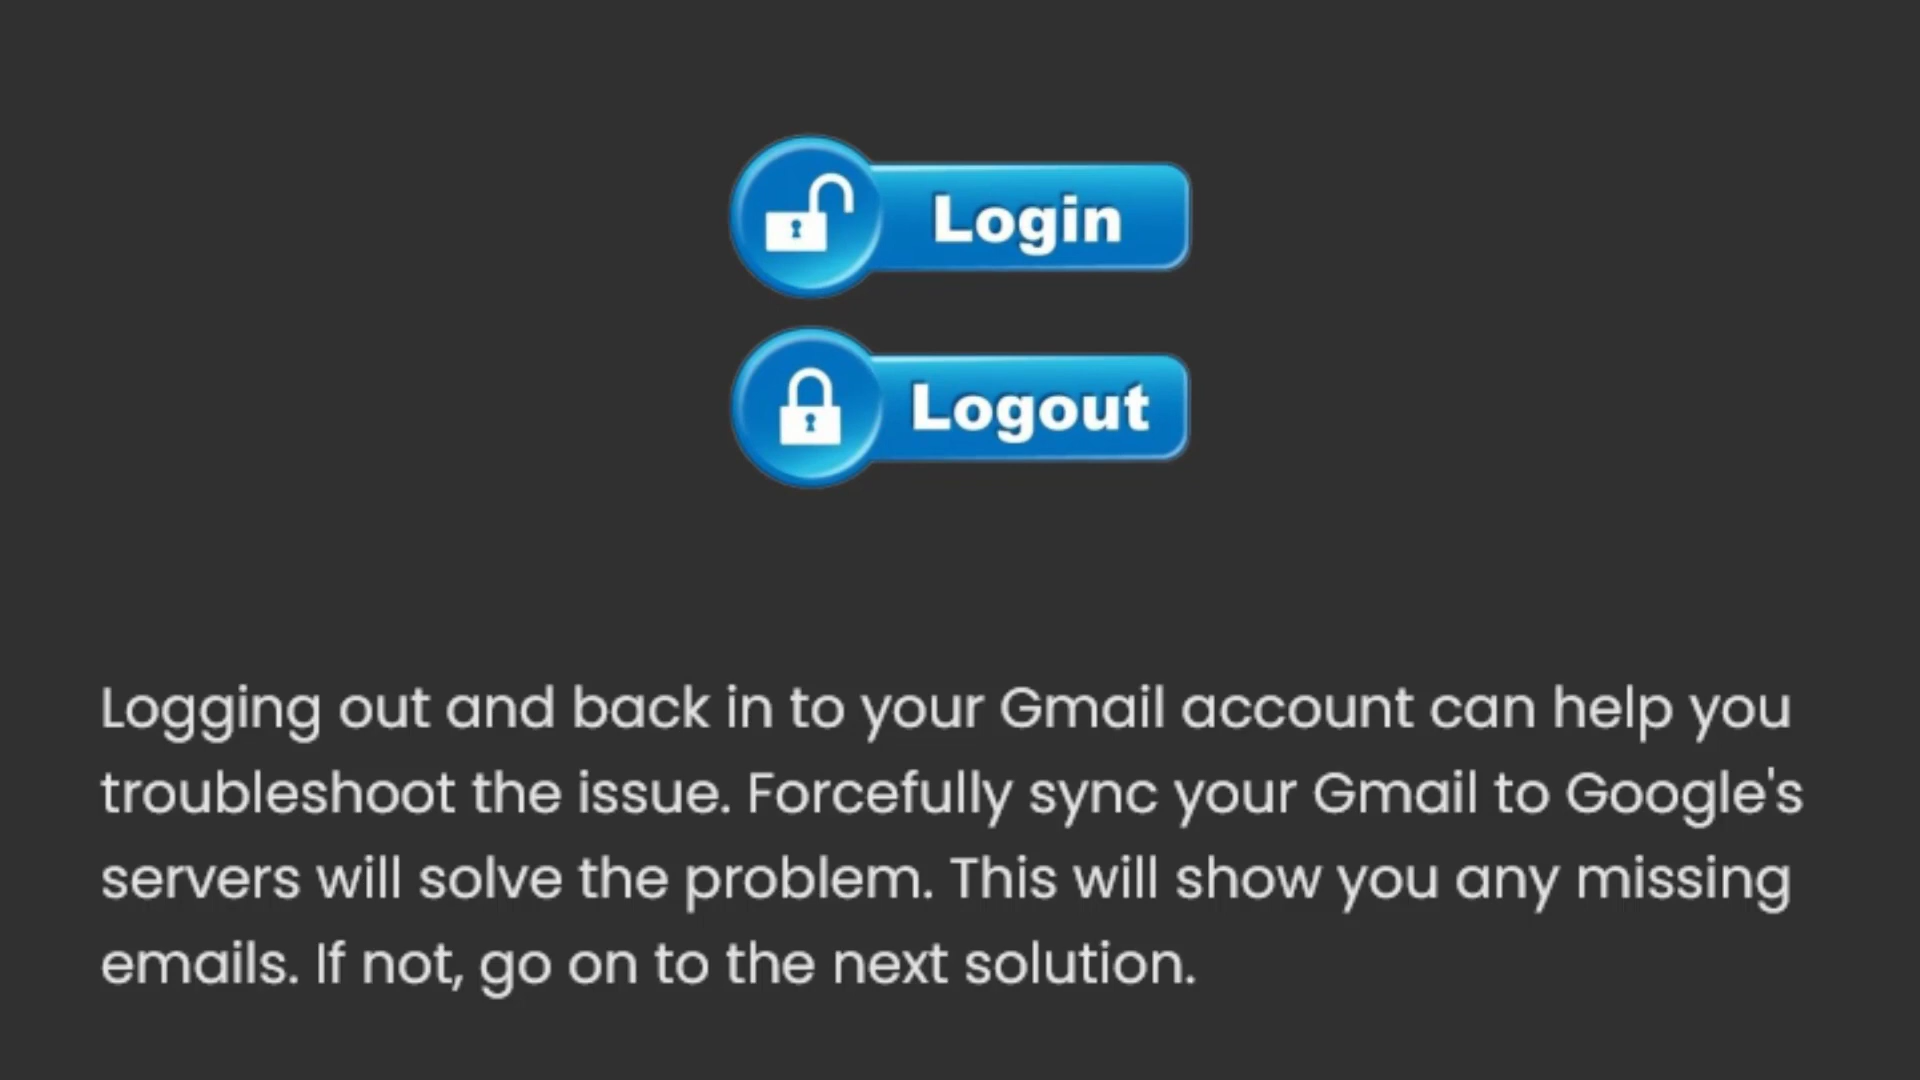 Login
Logout
Logging out and back in to your Gmail account can help you
troubleshoot the issue. Forcefully sync your Gmail to Google's
servers will solve the problem. This will show you any missing
emails. If not, go on to the next solution.